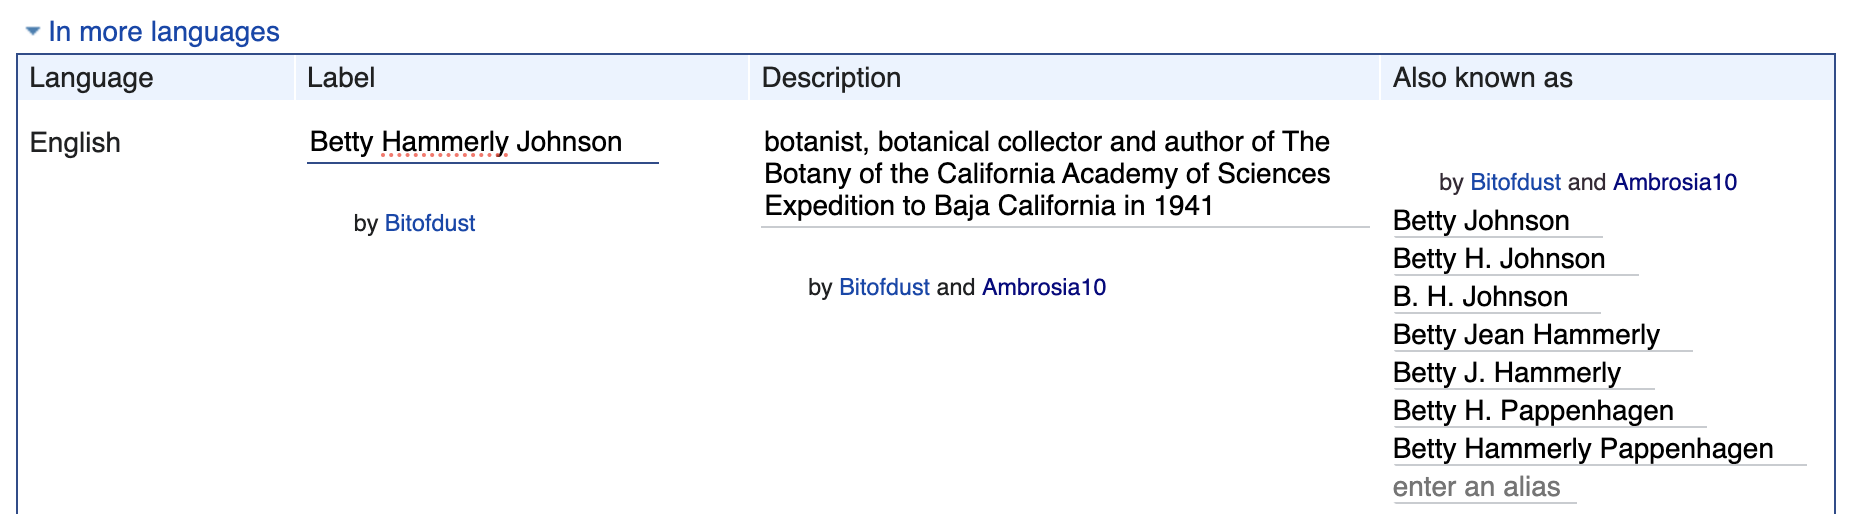 In more languages
Language Label Description Also known as
English
Betty Hammerly Johnson
by Bitofdust
botanist, botanical collector and author of The
Botany of the California Academy of Sciences
Expedition to Baja California in 1941
by Bitofdust and Ambrosia10
by Bitofdust and Ambrosia10
Betty Johnson
Betty H. Johnson
B. H. Johnson
Betty Jean Hammerly
Betty J. Hammerly
Betty H. Pappenhagen
Betty Hammerly Pappenhagen
enter an alias